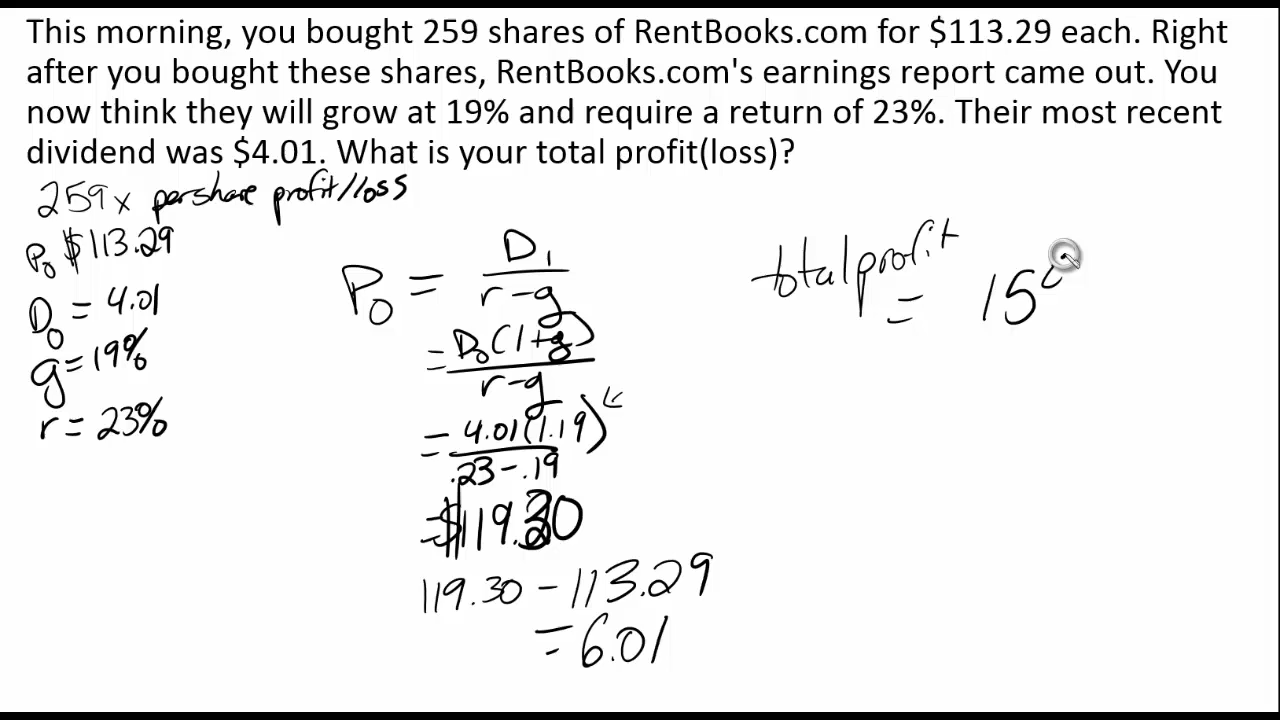 This morning, you bought 259 shares of RentBooks.com for $113.29 each. Right
after you bought these shares, RentBooks.com's earnings report came out. You
now think they will grow at 19% and require a return of 23%. Their most recent
dividend was $4.01. What is your total profit(loss)?
259 x per share profit/loss
P₀ $113.29
D₀ = 4.01
g = 19%
r = 23%
P₀ = D₁
r - g
= D₀(1+g)
r - g
= 4.01(1.19)
.23 - .19
= $119.30
119.30 - 113.29
= 6.01
total profit
= 15